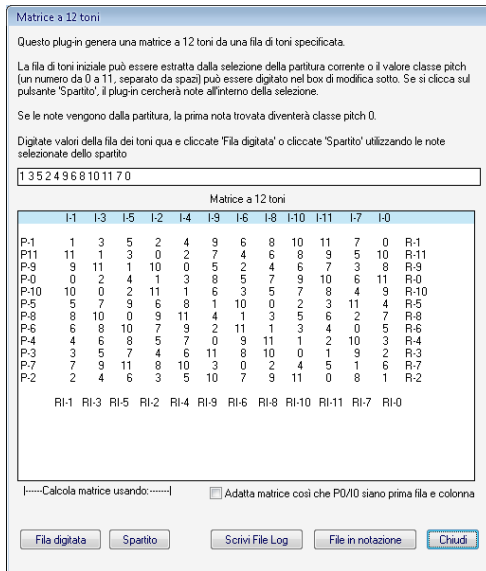 Matrice a 12 toni
Questo plug-in genera una matrice a 12 toni da una fila di toni specificata.
La fila di toni iniziale può essere estratta dalla selezione della partitura corrente o il valore classe pitch
(un numero da 0 a 11, separato da spazi) può essere digitato nel box di modifica sotto. Se si clicca sul
pulsante 'Spartito', il plug-in cercherà note all'interno della selezione.
Se le note vengono dalla partitura, la prima nota trovata diventerà classe pitch 0.
Digitate valori della fila dei toni qua e cliccate 'Fila digitata' o cliccate 'Spartito' utilizzando le note
selezionate dello spartito
1 3 5 2 4 9 6 8 10 11 7 0
Matrice a 12 toni
I-1 I-3 I-5 I-2 I-4 I-9 I-6 I-8 I-10 I-11 I-7 I-0
P-1 1 3 5 2 4 9 6 8 10 11 7 0 R-1
P11 11 1 3 0 2 7 4 6 8 9 5 10 R-11
P-9 9 11 1 10 0 5 2 4 6 7 3 8 R-9
P-0 0 2 4 1 3 8 5 7 9 10 6 11 R-0
P-10 10 0 2 11 1 6 3 5 7 8 4 9 R-10
P-5 5 7 9 6 8 1 10 0 2 3 11 4 R-5
P-8 8 10 0 9 11 4 1 3 5 6 2 7 R-8
P-6 6 8 10 7 9 2 11 1 3 4 0 5 R-6
P-4 4 6 8 5 7 0 9 11 1 2 10 3 R-4
P-3 3 5 7 4 6 11 8 10 0 1 9 2 R-3
P-7 7 9 11 8 10 3 0 2 4 5 1 6 R-7
P-2 2 4 6 3 5 10 7 9 11 0 8 1 R-2
RI-1 RI-3 RI-5 RI-2 RI-4 RI-9 RI-6 RI-8 RI-10 RI-11 RI-7 RI-0
|------Calcola matrice usando:-------|
Adatta matrice così che P0/I0 siano prima fila e colonna
Fila digitata Spartito Scrivi File Log File in notazione Chiudi